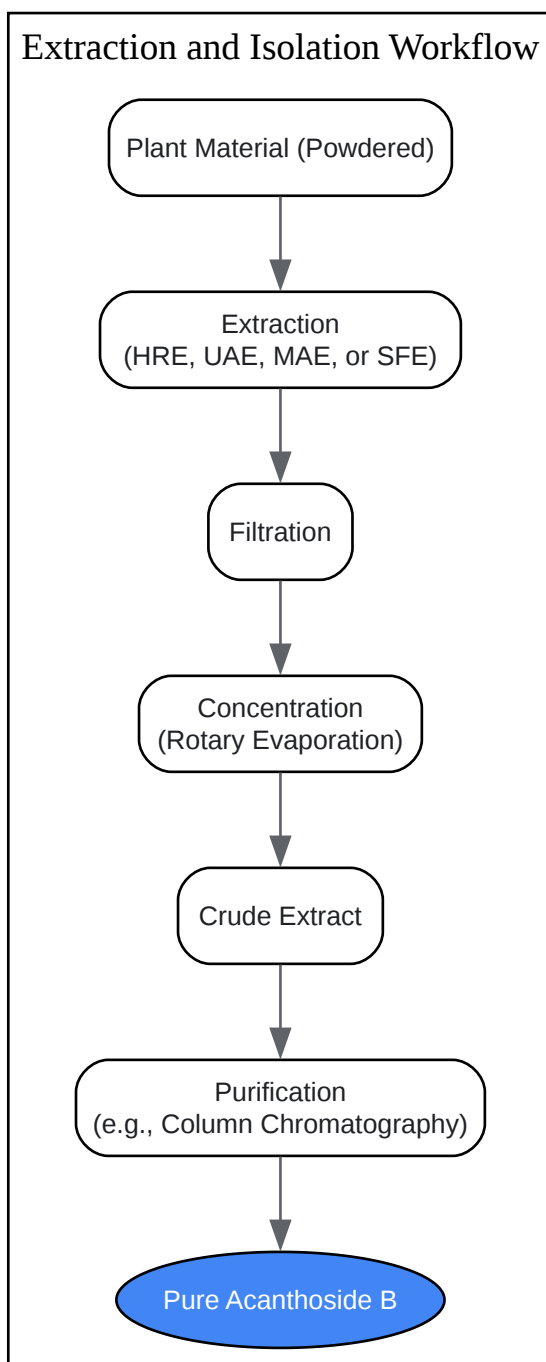 Extraction and Isolation Workflow
Plant Material (Powdered)
Extraction
(HRE, UAE, MAE, or SFE)
Filtration
Concentration
(Rotary Evaporation)
Crude Extract
Purification
(e.g., Column Chromatography)
Pure Acanthoside B